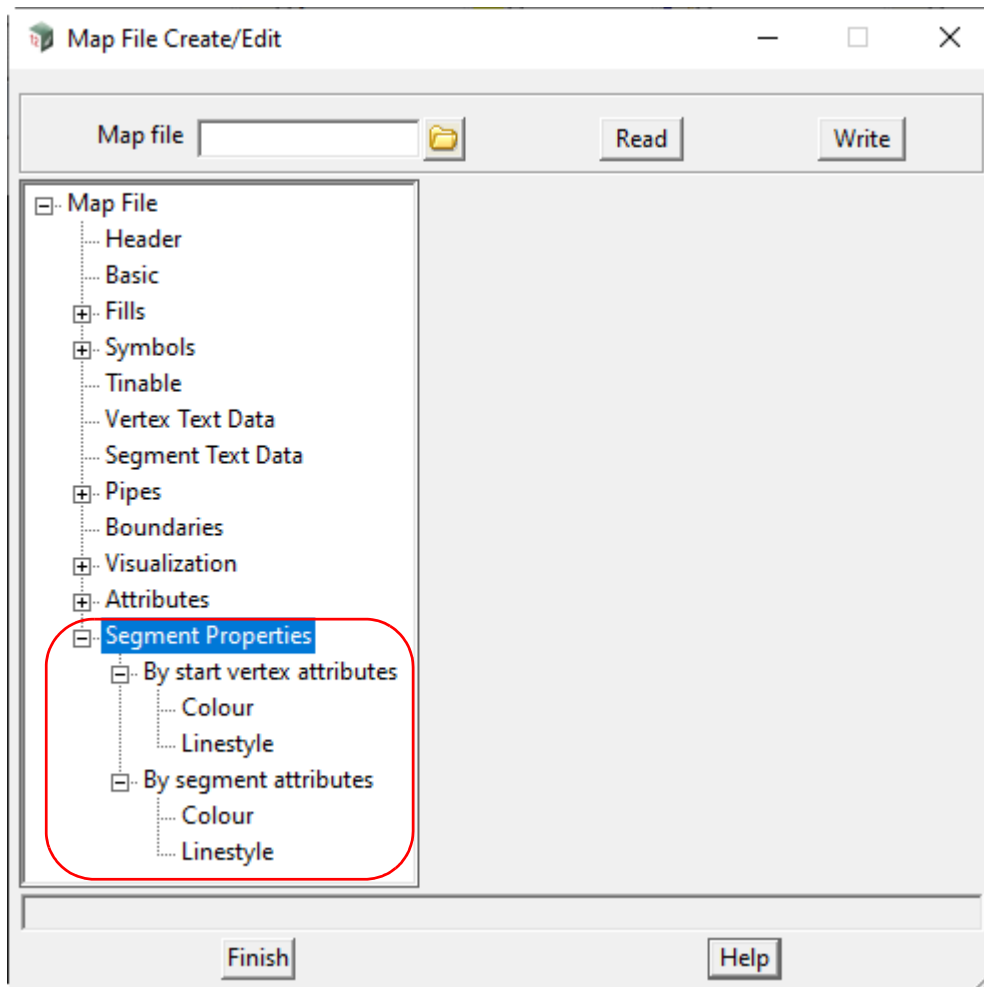 Map File Create/Edit
Map file Read Write
Map File
Header
Basic
Fills
Symbols
Tinable
Vertex Text Data
Segment Text Data
Pipes
Boundaries
Visualization
Attributes
Segment Properties
By start vertex attributes
Colour
Linestyle
By segment attributes
Colour
Linestyle
Finish Help